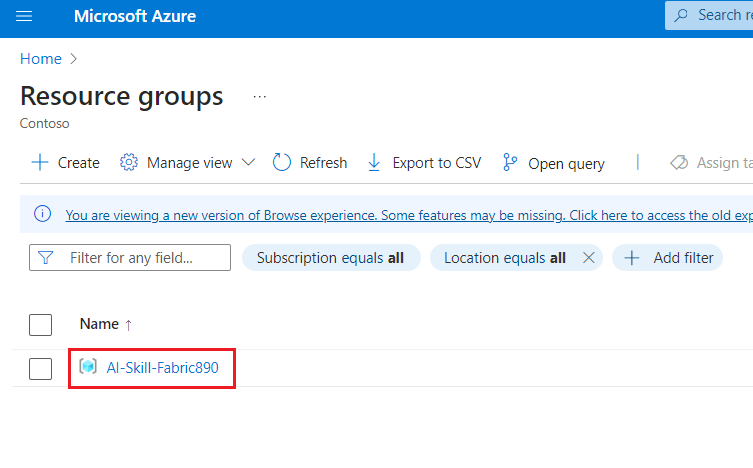 Microsoft Azure
Search re
Home
Resource groups ...
Contoso
Create Manage view Refresh Export to CSV Open query Assign ta
You are viewing a new version of Browse experience. Some features may be missing. Click here to access the old exp
Filter for any field... Subscription equals all Location equals all Add filter
Name ↑
AI-Skill-Fabric890